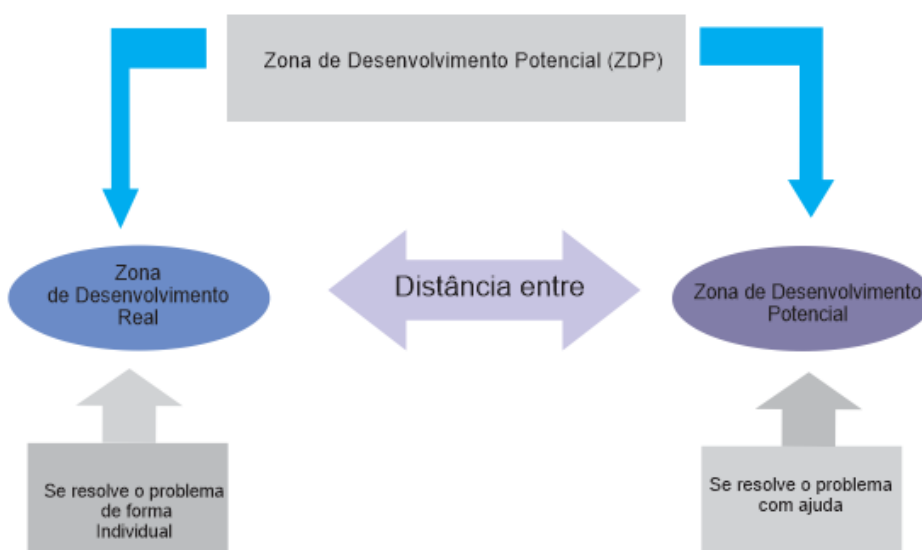 Zona de Desenvolvimento Potencial (ZDP)
Zona
de Desenvolvimento
Real
Distância entre
Zona de Desenvolvimento
Potencial
Se resolve o problema
de forma
Individual
Se resolve o problema
com ajuda